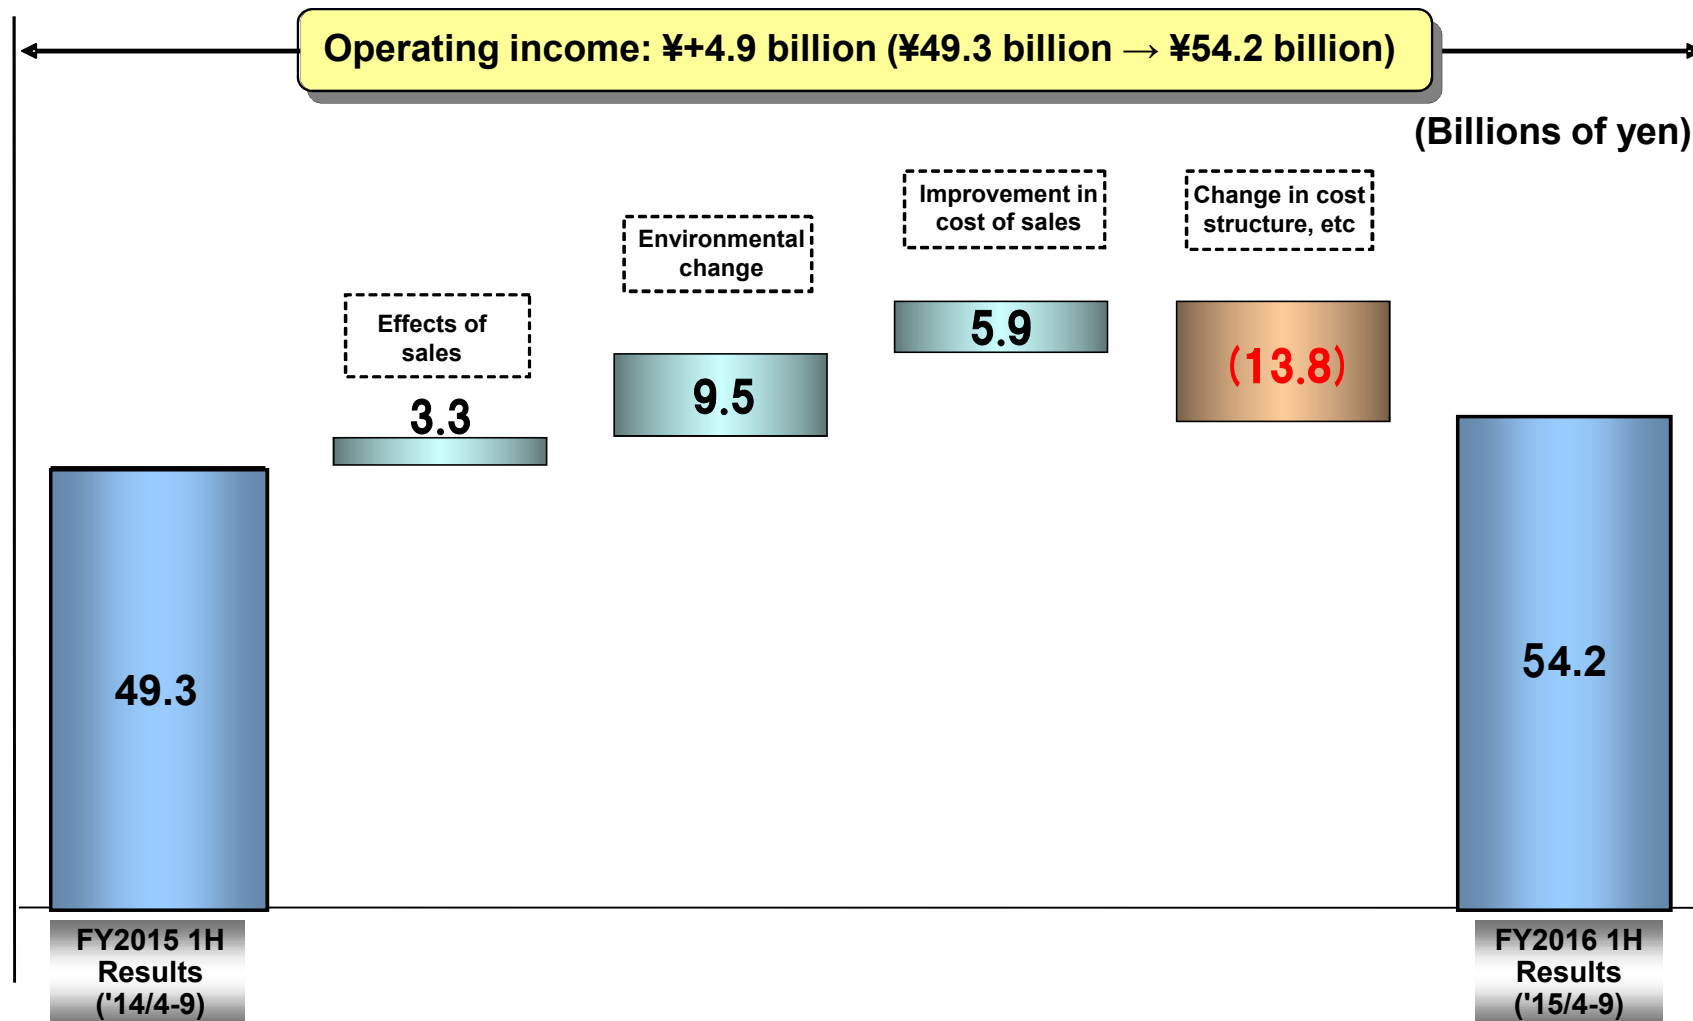 Operating income: ¥+4.9 billion (¥49.3 billion → ¥54.2 billion)
(Billions of yen)
Improvement in
cost of sales
Change in cost
structure, etc
Environmental
change
Effects of
sales
5.9
(13.8)
9.5
3.3
49.3
54.2
FY2015 1H
Results
('14/4-9)
FY2016 1H
Results
('15/4-9)